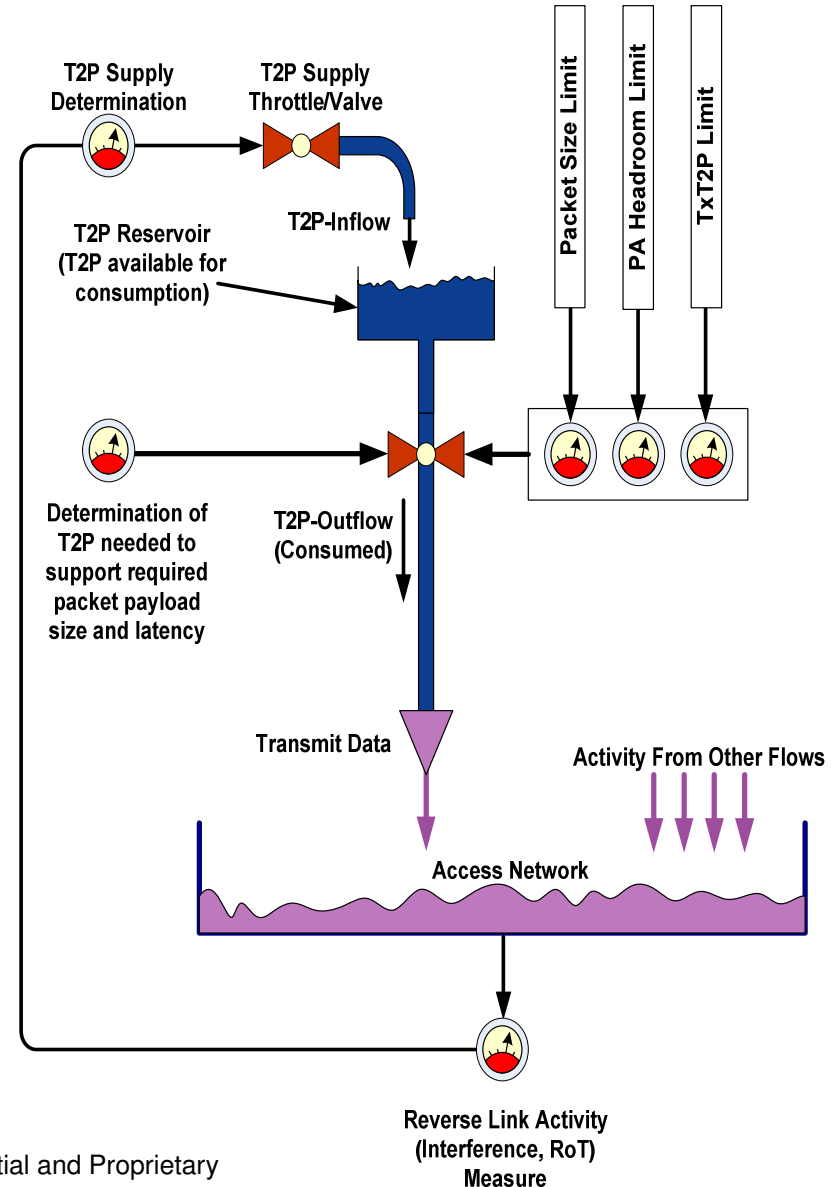 T2P Supply
Determination
T2P Supply
Throttle/Valve
Packet Size Limit
PA Headroom Limit
TxT2P Limit
T2P-Inflow
T2P Reservoir
(T2P available for
consumption)
Determination of
T2P needed to
support required
packet payload
size and latency
T2P-Outflow
(Consumed)
Transmit Data
Activity From Other Flows
Access Network
Reverse Link Activity
(Interference, RoT)
Measure
tial and Proprietary